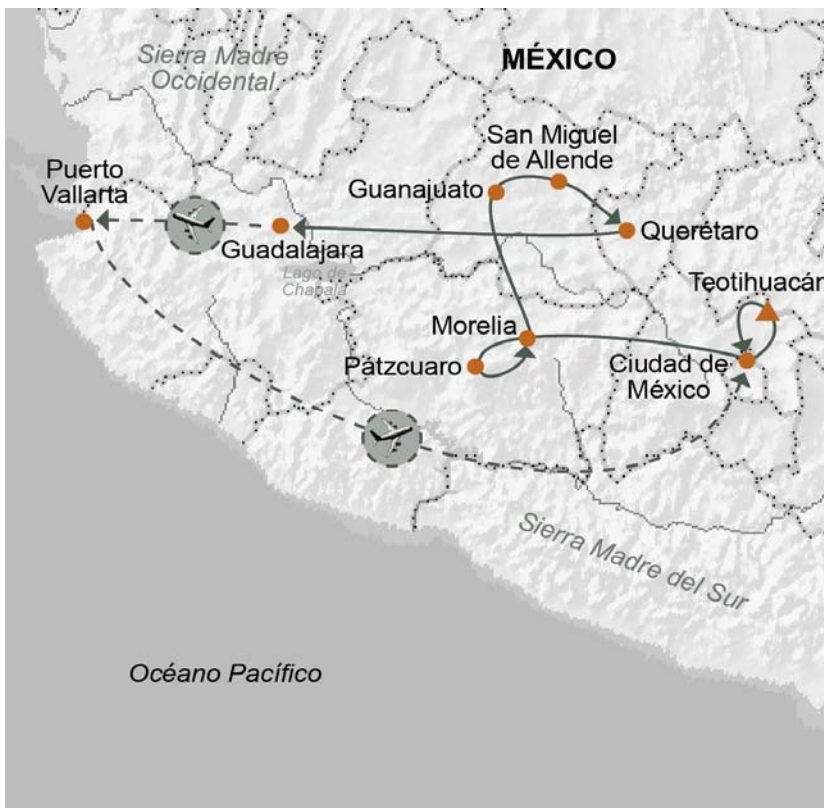 Sierra Madre
Occidental
MÉXICO
San Miguel
de Allende
Puerto
Vallarta
Guanajuato
Guadalajara
Querétaro
Lago de
Chapala
Teotihuacán
Morelia
Pátzcuaro
Ciudad de
México
Sierra Madre del Sur
Océano Pacífico